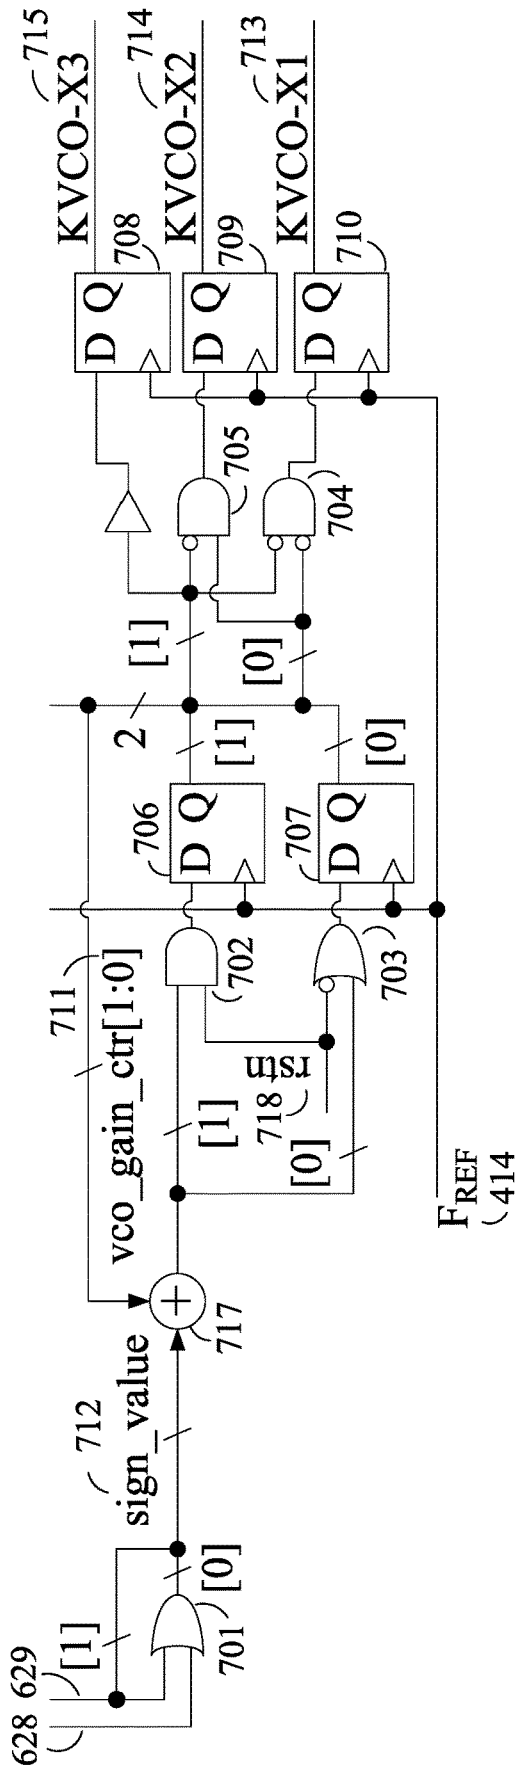 628
629
[1]
701
[0]
712
sign_value
717
711
vco_gain_ctr[1:0]
[1]
[0]
718
rstn
702
703
FREF
414
706
D Q
707
D Q
2
[1]
[0]
[1]
[0]
705
704
D Q
708
D Q
709
D Q
710
KVCO-X3
715
KVCO-X2
714
KVCO-X1
713